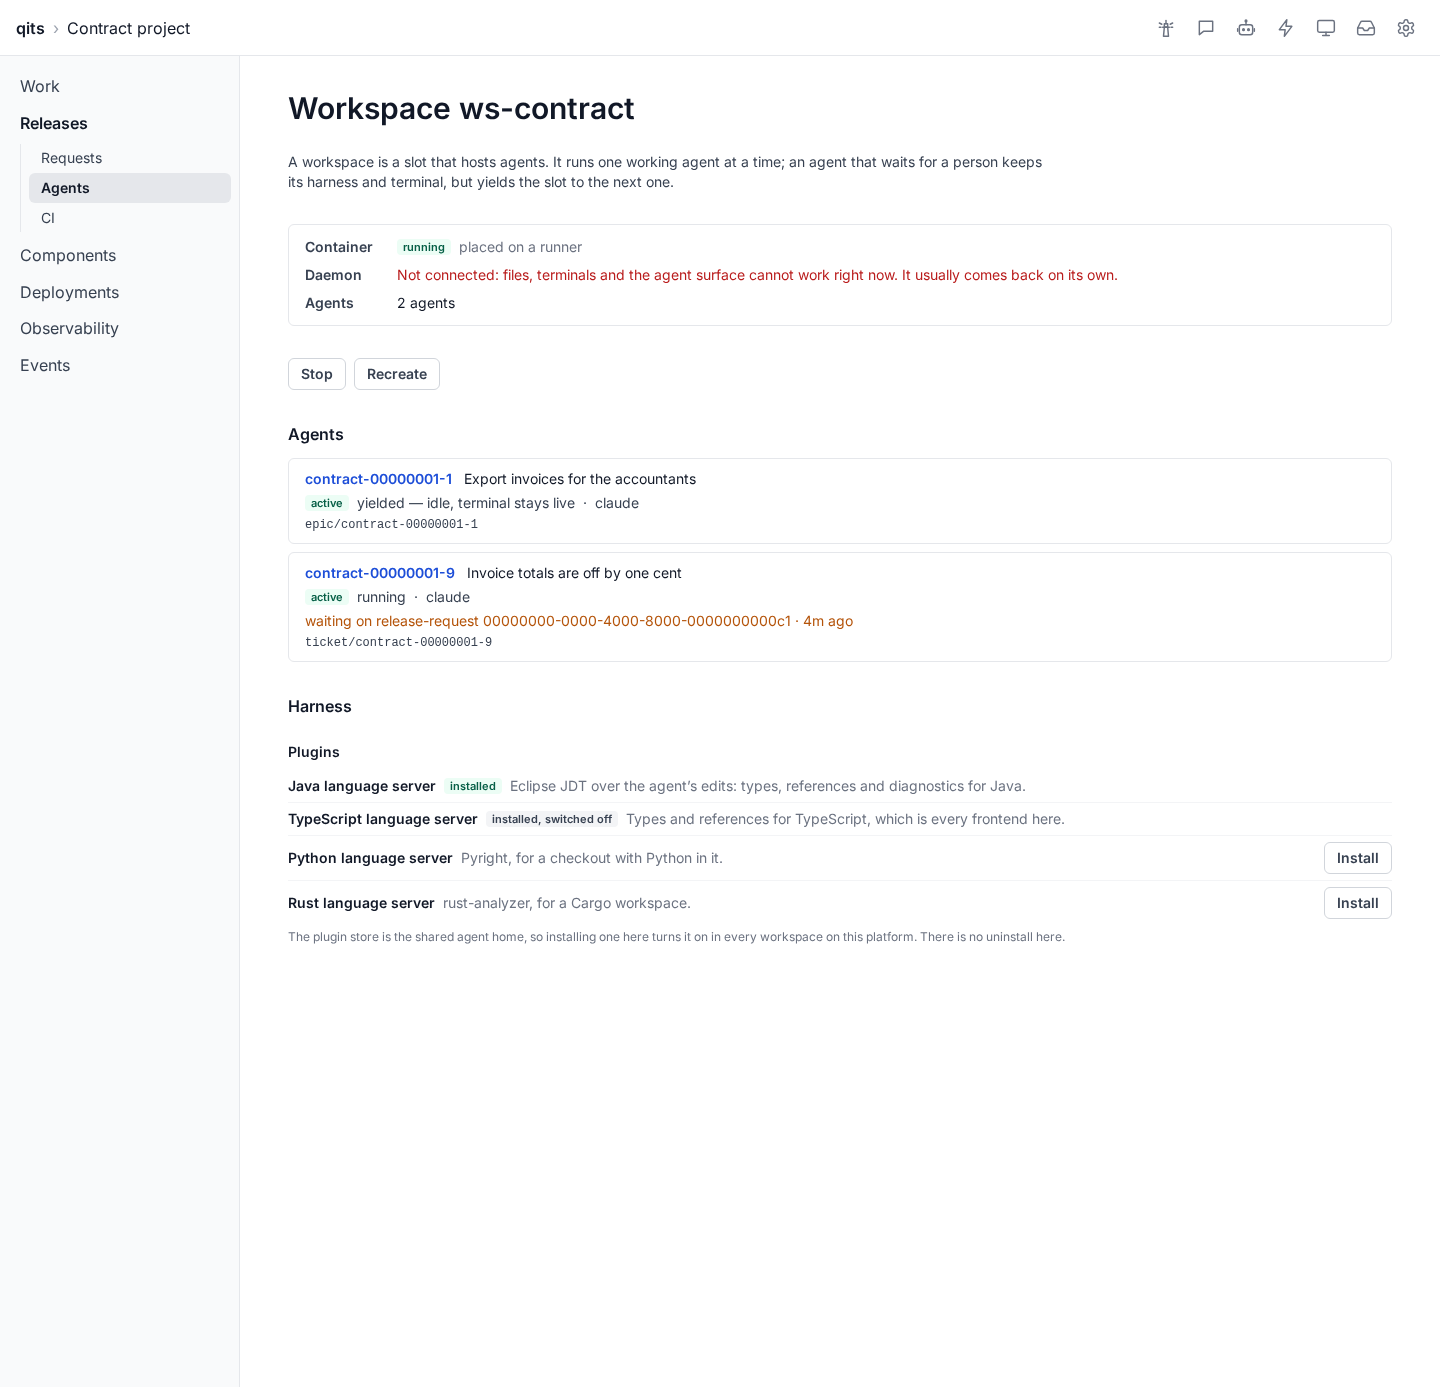 qits › Contract project
Work
Releases
Requests
Agents
CI
Components
Deployments
Observability
Events
Workspace ws-contract
A workspace is a slot that hosts agents. It runs one working agent at a time; an agent that waits for a person keeps
its harness and terminal, but yields the slot to the next one.
Container running placed on a runner
Daemon Not connected: files, terminals and the agent surface cannot work right now. It usually comes back on its own.
Agents 2 agents
Stop Recreate
Agents
contract-00000001-1 Export invoices for the accountants
active yielded — idle, terminal stays live · claude
epic/contract-00000001-1
contract-00000001-9 Invoice totals are off by one cent
active running · claude
waiting on release-request 00000000-0000-4000-8000-0000000000c1 · 4m ago
ticket/contract-00000001-9
Harness
Plugins
Java language server installed Eclipse JDT over the agent’s edits: types, references and diagnostics for Java.
TypeScript language server installed, switched off Types and references for TypeScript, which is every frontend here.
Python language server Pyright, for a checkout with Python in it. Install
Rust language server rust-analyzer, for a Cargo workspace. Install
The plugin store is the shared agent home, so installing one here turns it on in every workspace on this platform. There is no uninstall here.